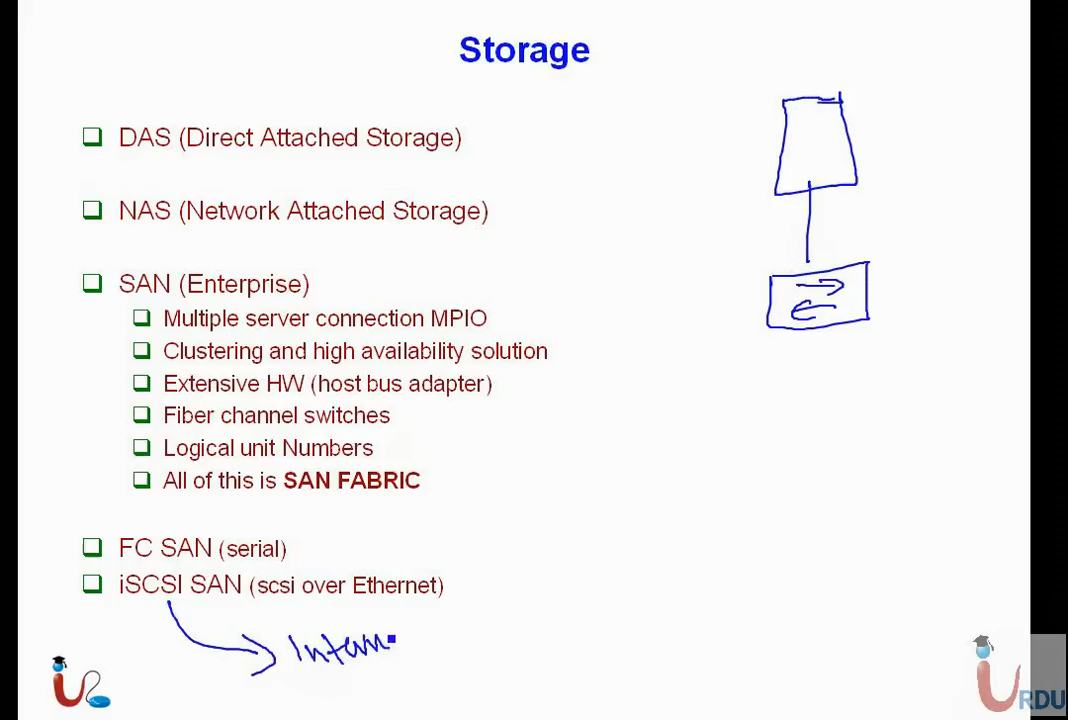 Storage
DAS (Direct Attached Storage)
NAS (Network Attached Storage)
SAN (Enterprise)
Multiple server connection MPIO
Clustering and high availability solution
Extensive HW (host bus adapter)
Fiber channel switches
Logical unit Numbers
All of this is SAN FABRIC
FC SAN (serial)
iSCSI SAN (scsi over Ethernet)
iU
iURDU